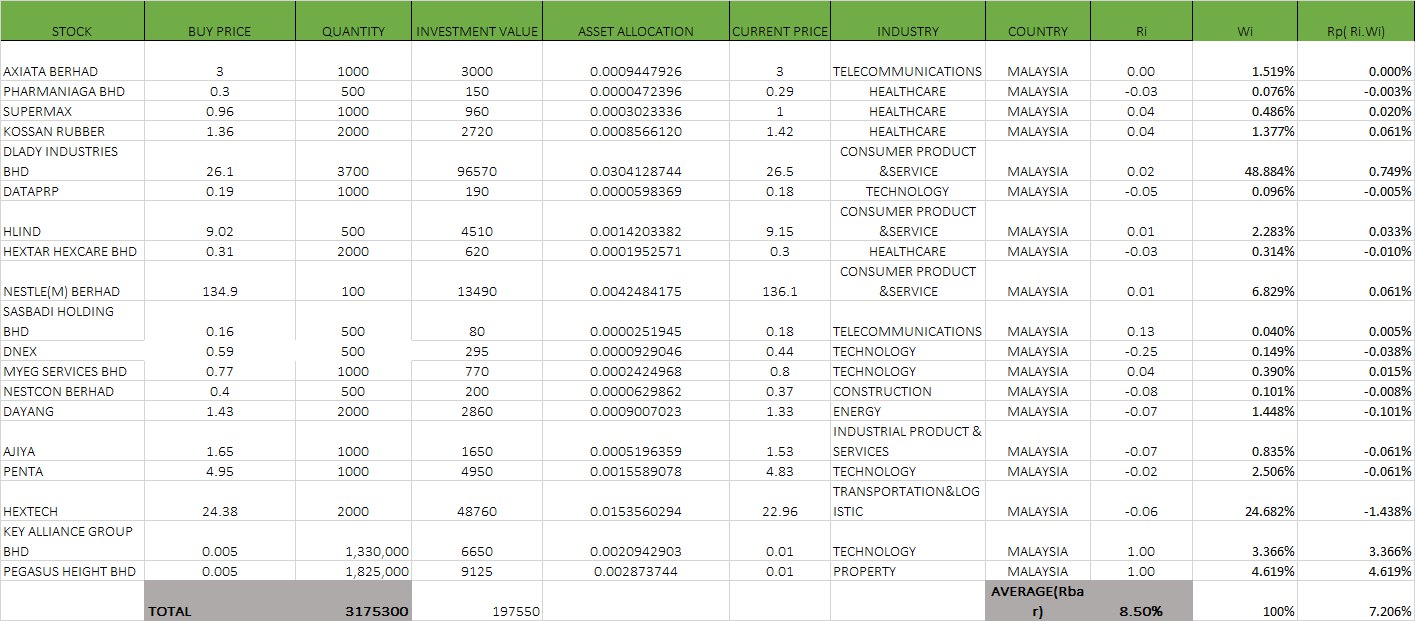 STOCK BUY PRICE QUANTITY INVESTMENT VALUE ASSET ALLOCATION CURRENT PRICE INDUSTRY COUNTRY Ri Wi Rp( Ri.Wi)
AXIATA BERHAD 3 1000 3000 0.0009447926 3 TELECOMMUNICATIONS MALAYSIA 0.00 1.519% 0.000%
PHARMANIAGA BHD 0.3 500 150 0.0000472396 0.29 HEALTHCARE MALAYSIA -0.03 0.076% -0.003%
SUPERMAX 0.96 1000 960 0.0003023336 1 HEALTHCARE MALAYSIA 0.04 0.486% 0.020%
KOSSAN RUBBER 1.36 2000 2720 0.0008566120 1.42 HEALTHCARE MALAYSIA 0.04 1.377% 0.061%
DLADY INDUSTRIES CONSUMER PRODUCT
BHD 26.1 3700 96570 0.0304128744 26.5 &SERVICE MALAYSIA 0.02 48.884% 0.749%
DATAPRP 0.19 1000 190 0.0000598369 0.18 TECHNOLOGY MALAYSIA -0.05 0.096% -0.005%
CONSUMER PRODUCT
HLIND 9.02 500 4510 0.0014203382 9.15 &SERVICE MALAYSIA 0.01 2.283% 0.033%
HEXTAR HEXCARE BHD 0.31 2000 620 0.0001952571 0.3 HEALTHCARE MALAYSIA -0.03 0.314% -0.010%
CONSUMER PRODUCT
NESTLE(M) BERHAD 134.9 100 13490 0.0042484175 136.1 &SERVICE MALAYSIA 0.01 6.829% 0.061%
SASBADI HOLDING
BHD 0.16 500 80 0.0000251945 0.18 TELECOMMUNICATIONS MALAYSIA 0.13 0.040% 0.005%
DNEX 0.59 500 295 0.0000929046 0.44 TECHNOLOGY MALAYSIA -0.25 0.149% -0.038%
MYEG SERVICES BHD 0.77 1000 770 0.0002424968 0.8 TECHNOLOGY MALAYSIA 0.04 0.390% 0.015%
NESTCON BERHAD 0.4 500 200 0.0000629862 0.37 CONSTRUCTION MALAYSIA -0.08 0.101% -0.008%
DAYANG 1.43 2000 2860 0.0009007023 1.33 ENERGY MALAYSIA -0.07 1.448% -0.101%
INDUSTRIAL PRODUCT &
AJIYA 1.65 1000 1650 0.0005196359 1.53 SERVICES MALAYSIA -0.07 0.835% -0.061%
PENTA 4.95 1000 4950 0.0015589078 4.83 TECHNOLOGY MALAYSIA -0.02 2.506% -0.061%
TRANSPORTATION&LOG
HEXTECH 24.38 2000 48760 0.0153560294 22.96 ISTIC MALAYSIA -0.06 24.682% -1.438%
KEY ALLIANCE GROUP
BHD 0.005 1,330,000 6650 0.0020942903 0.01 TECHNOLOGY MALAYSIA 1.00 3.366% 3.366%
PEGASUS HEIGHT BHD 0.005 1,825,000 9125 0.002873744 0.01 PROPERTY MALAYSIA 1.00 4.619% 4.619%
AVERAGE(Rba
TOTAL 3175300 197550 r) 8.50% 100% 7.206%